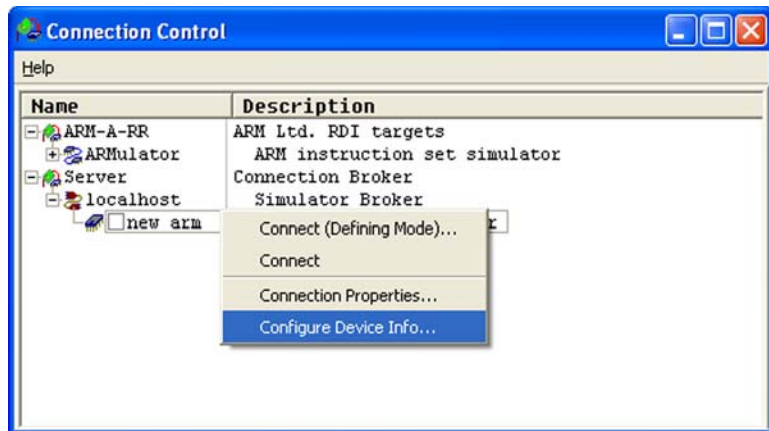 Connection Control
Help
Name Description
ARM-A-RR ARM Ltd. RDI targets
ARMulator ARM instruction set simulator
Server Connection Broker
localhost Simulator Broker
new arm
Connect (Defining Mode)...
Connect
Connection Properties...
Configure Device Info...